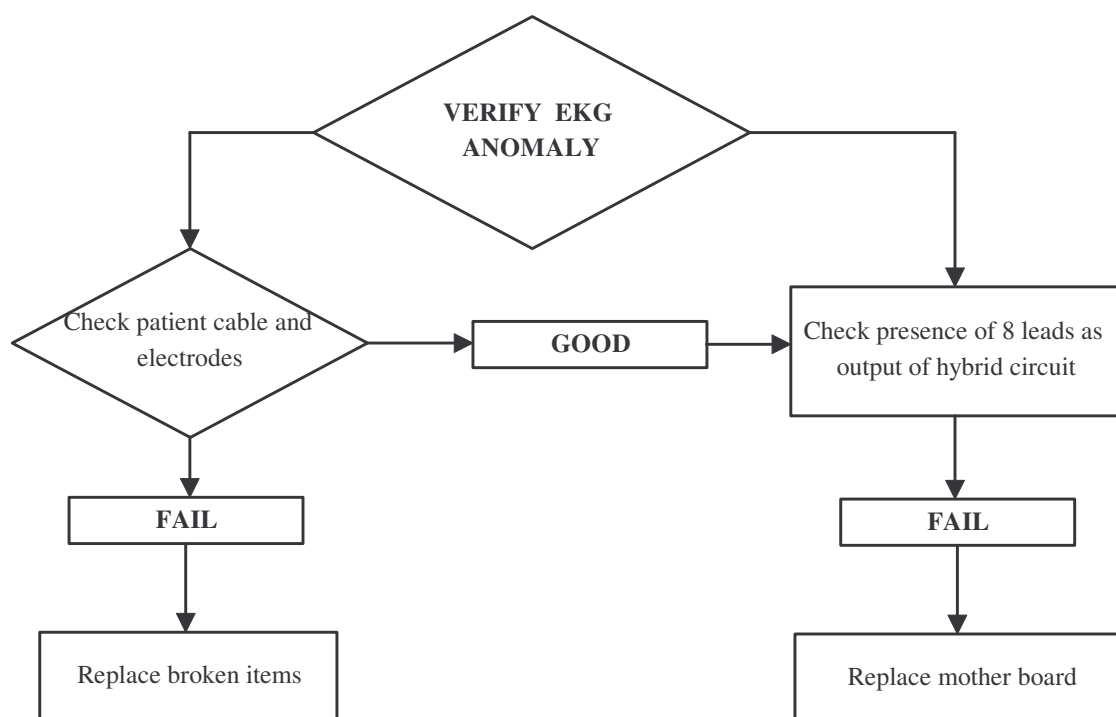 VERIFY EKG
ANOMALY
Check patient cable and
electrodes
GOOD
Check presence of 8 leads as
output of hybrid circuit
FAIL
FAIL
Replace broken items
Replace mother board